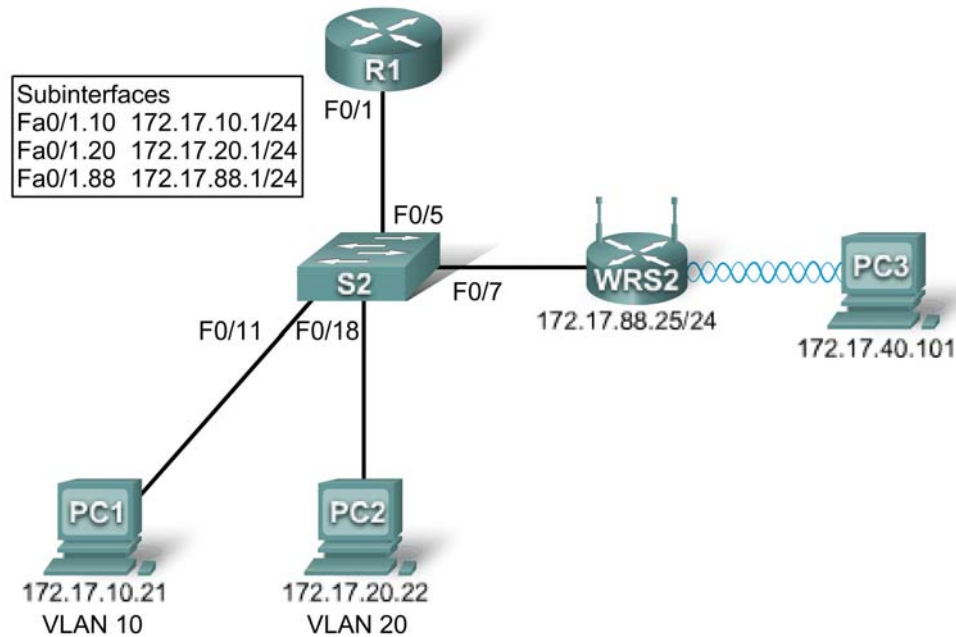 R1
Subinterfaces
Fa0/1.10 172.17.10.1/24
Fa0/1.20 172.17.20.1/24
Fa0/1.88 172.17.88.1/24
F0/1
F0/5
S2
F0/7
WRS2
172.17.88.25/24
PC3
172.17.40.101
F0/11
F0/18
PC1
172.17.10.21
VLAN 10
PC2
172.17.20.22
VLAN 20